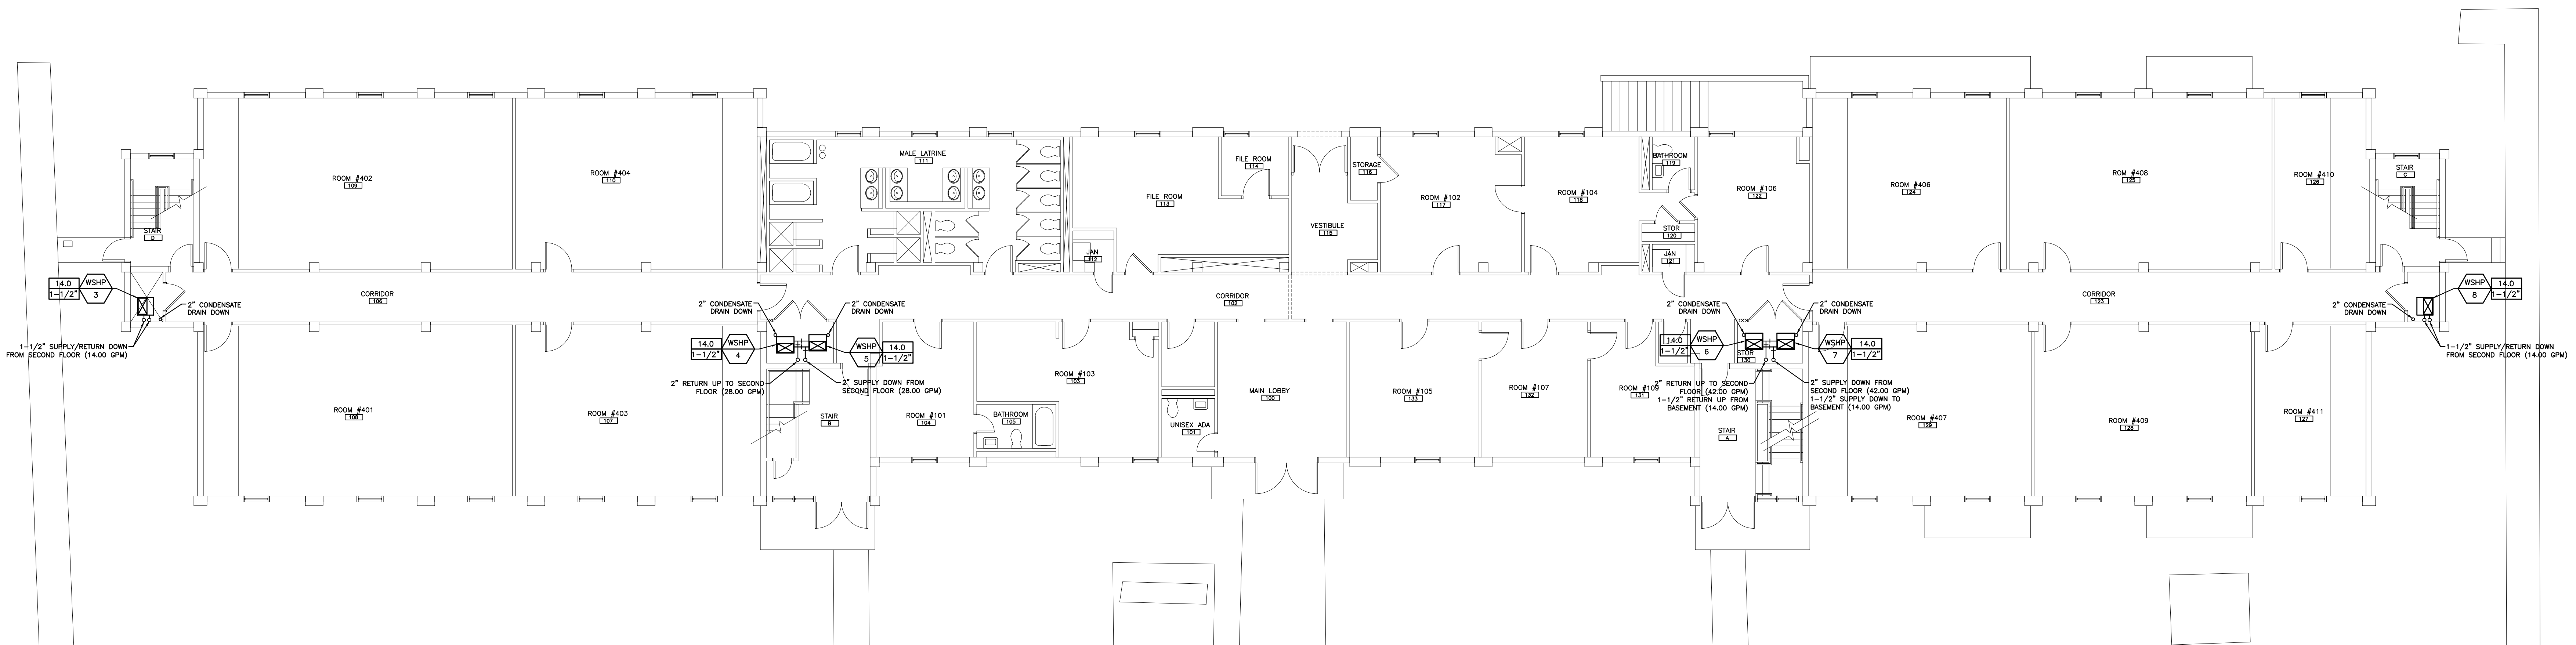 ROOM #402
109
ROOM #404
110
MALE LATRINE
111
FILE ROOM
114
FILE ROOM
113
JAN
112
VESTIBULE
115
STORAGE
116
ROOM #102
117
ROOM #104
118
BATHROOM
119
STOR
120
JAN
121
ROOM #106
122
ROOM #406
124
ROM #408
125
ROOM #410
126
STAIR
C
STAIR
D
14.0
1-1/2"
WSHP
3
2" CONDENSATE
DRAIN DOWN
1-1/2" SUPPLY/RETURN DOWN
FROM SECOND FLOOR (14.00 GPM)
CORRIDOR
106
2" CONDENSATE
DRAIN DOWN
2" CONDENSATE
DRAIN DOWN
14.0
1-1/2"
WSHP
4
WSHP
5
14.0
1-1/2"
2" RETURN UP TO SECOND
FLOOR (28.00 GPM)
2" SUPPLY DOWN FROM
SECOND FLOOR (28.00 GPM)
CORRIDOR
102
2" CONDENSATE
DRAIN DOWN
2" CONDENSATE
DRAIN DOWN
14.0
1-1/2"
WSHP
6
STOR
130
WSHP
7
14.0
1-1/2"
2" RETURN UP TO SECOND
FLOOR (42.00 GPM)
1-1/2" RETURN UP FROM
BASEMENT (14.00 GPM)
2" SUPPLY DOWN FROM
SECOND FLOOR (42.00 GPM)
1-1/2" SUPPLY DOWN TO
BASEMENT (14.00 GPM)
CORRIDOR
123
2" CONDENSATE
DRAIN DOWN
WSHP
8
14.0
1-1/2"
1-1/2" SUPPLY/RETURN DOWN
FROM SECOND FLOOR (14.00 GPM)
ROOM #401
108
ROOM #403
107
STAIR
B
ROOM #101
104
BATHROOM
105
ROOM #103
103
UNISEX ADA
101
MAIN LOBBY
100
ROOM #105
133
ROOM #107
132
ROOM #109
131
STAIR
A
ROOM #407
129
ROOM #409
128
ROOM #411
127